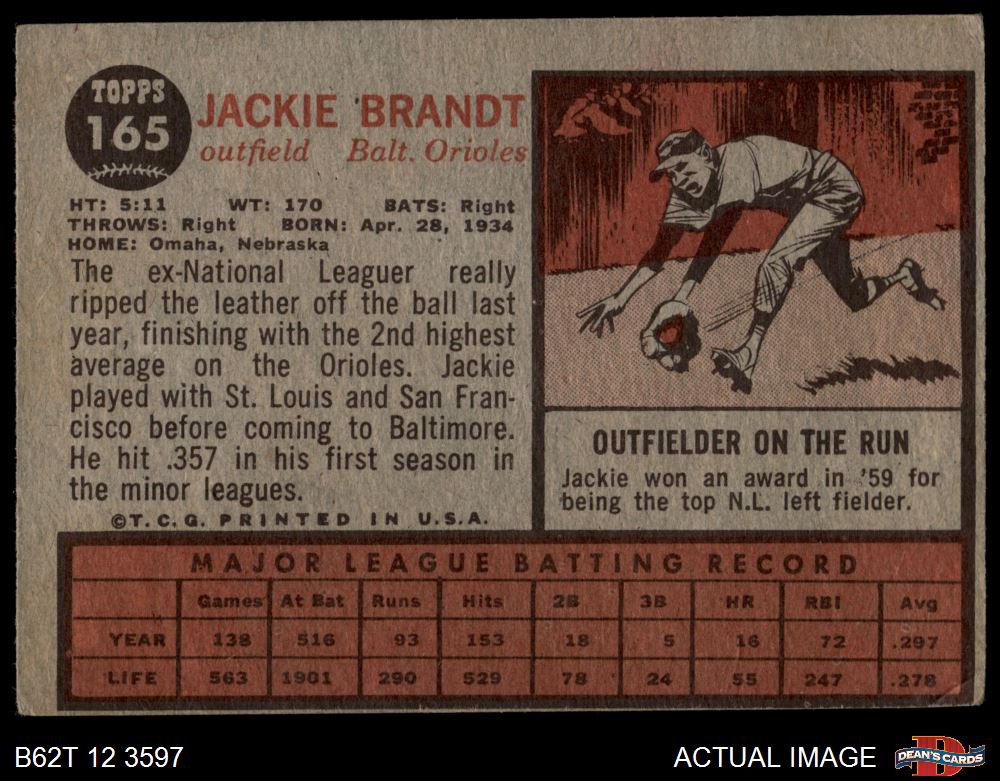 TOPPS
165
JACKIE BRANDT
outfield Balt. Orioles
HT: 5:11 WT: 170 BATS: Right
THROWS: Right BORN: Apr. 28, 1934
HOME: Omaha, Nebraska
The ex-National Leaguer really
ripped the leather off the ball last
year, finishing with the 2nd highest
average on the Orioles. Jackie
played with St. Louis and San Fran-
cisco before coming to Baltimore.
He hit .357 in his first season in
the minor leagues.
©T.C.G. PRINTED IN U.S.A.
OUTFIELDER ON THE RUN
Jackie won an award in '59 for
being the top N.L. left fielder.
MAJOR LEAGUE BATTING RECORD
Games At Bat Runs Hits 2B 3B HR RBI Avg
YEAR 138 516 93 153 18 5 16 72 .297
LIFE 563 1901 290 529 78 24 55 247 .278
B62T 12 3597
ACTUAL IMAGE
DEAN'S CARDS